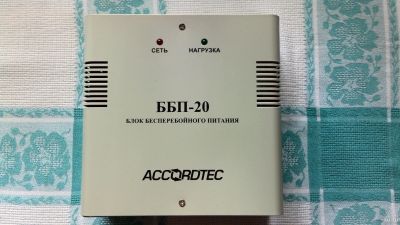 СЕТЬ НАГРУЗКА
ББП-20
БЛОК БЕСПЕРЕБОЙНОГО ПИТАНИЯ
ACCORDTEC